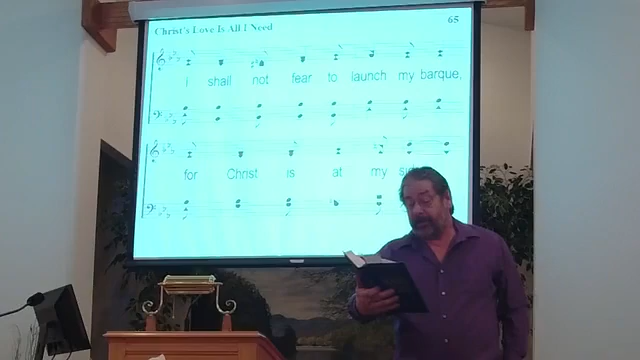 Christ's Love Is All I Need 65
i shall not fear to launch my barque,
for Christ is at my